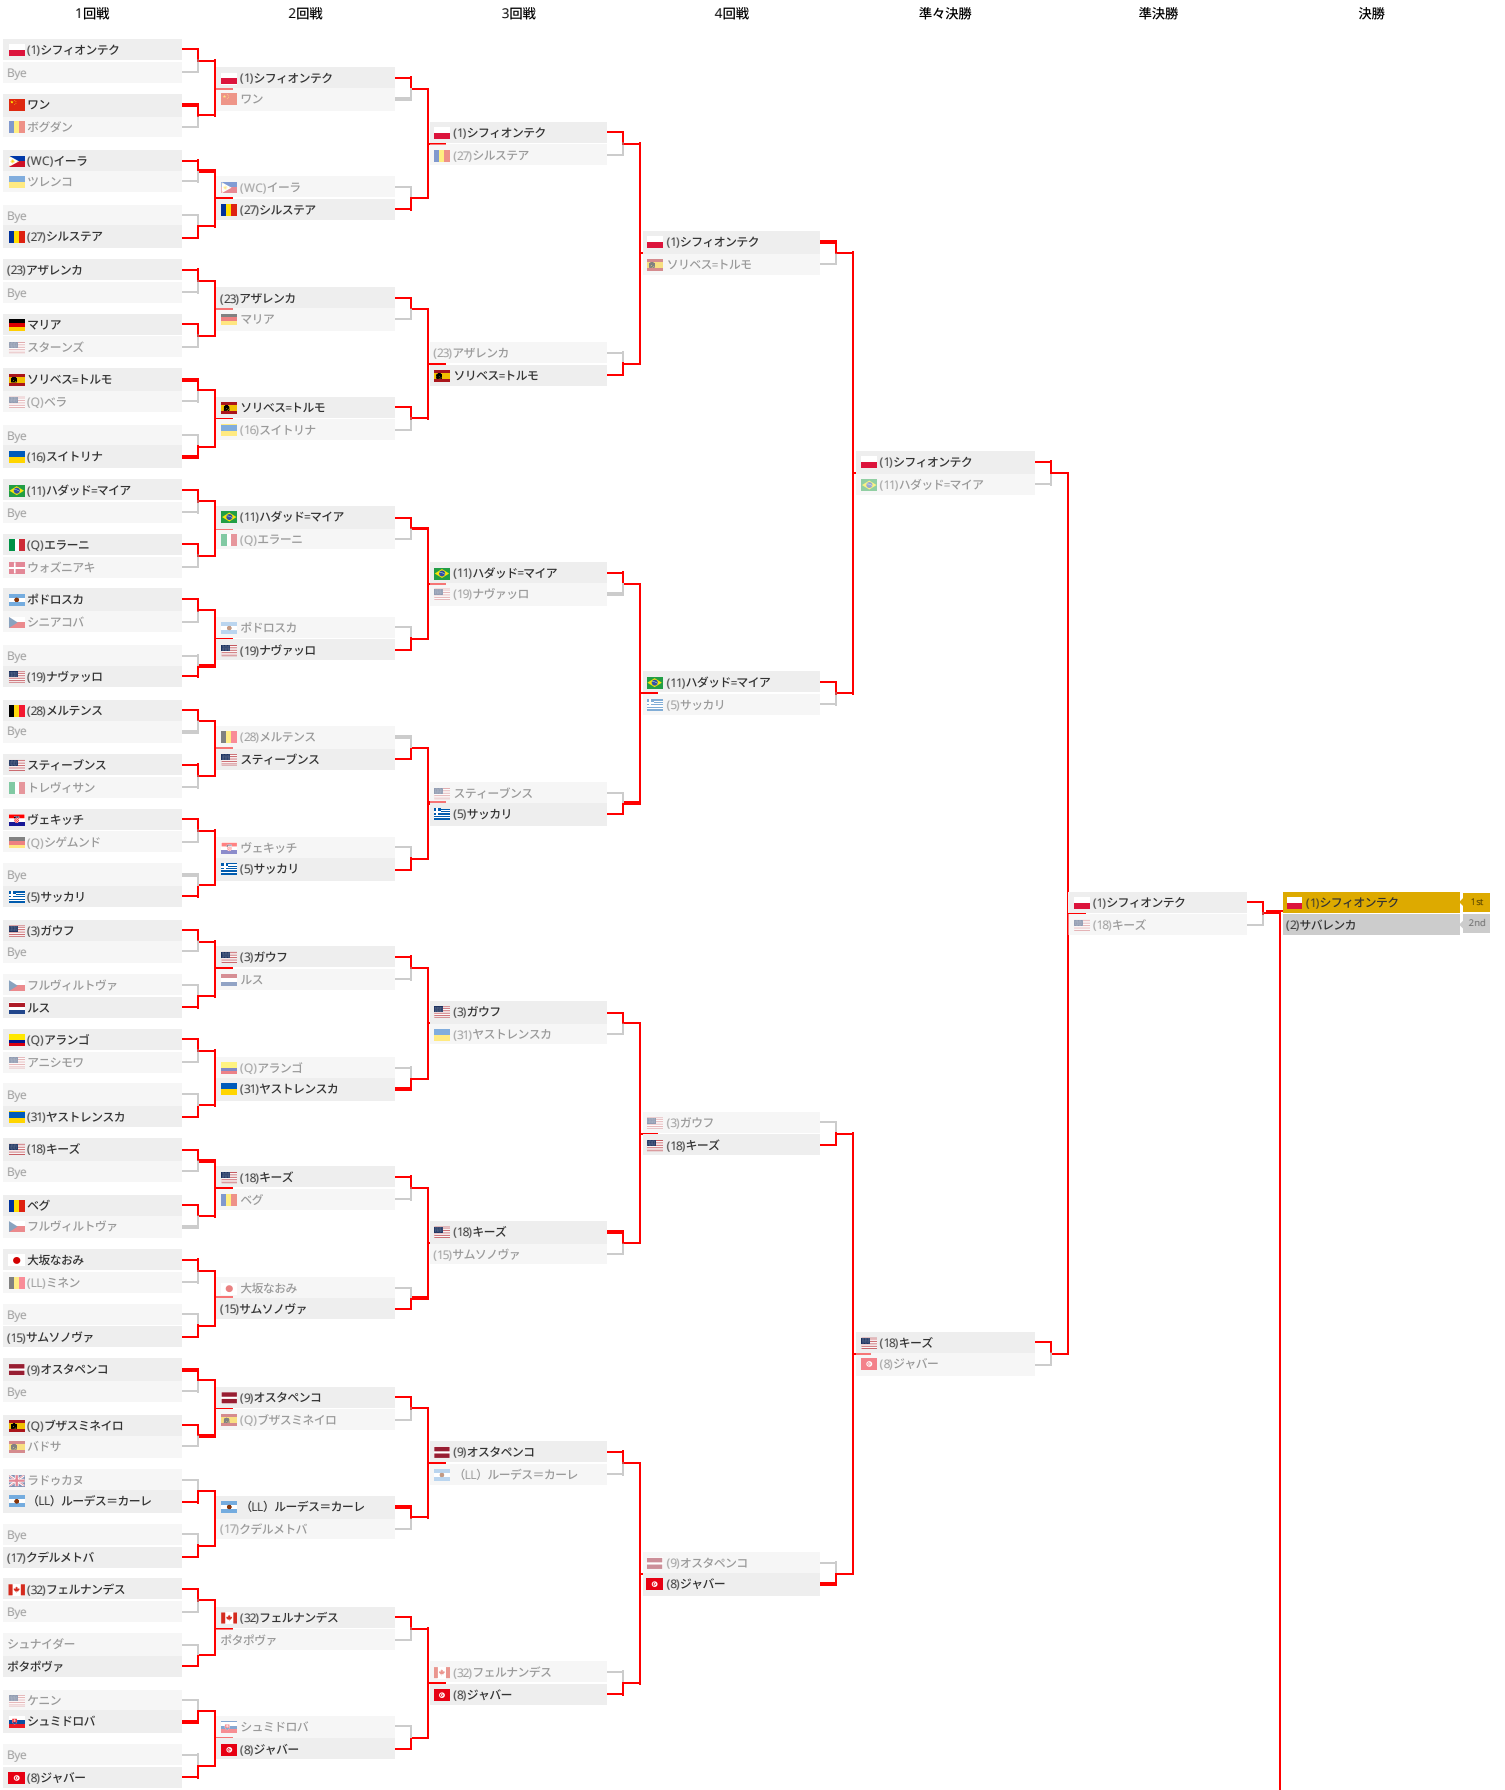 1回戦
2回戦
3回戦
4回戦
準々決勝
準決勝
決勝
(1)シフィオンテク
Bye
ワン
ボグダン
(WC)イーラ
ツレンコ
Bye
(27)シルステア
(23)アザレンカ
Bye
マリア
スターンズ
ソリベス=トルモ
(Q)ベラ
Bye
(16)スイトリナ
(11)ハダッド=マイア
Bye
(Q)エラーニ
ウォズニアキ
ポドロスカ
シニアコバ
Bye
(19)ナヴァッロ
(28)メルテンス
Bye
スティーブンス
トレヴィサン
ヴェキッチ
(Q)シゲムンド
Bye
(5)サッカリ
(3)ガウフ
Bye
フルヴィルトヴァ
ルス
(Q)アランゴ
アニシモワ
Bye
(31)ヤストレンスカ
(18)キーズ
Bye
ベグ
フルヴィルトヴァ
大坂なおみ
(LL)ミネン
Bye
(15)サムソノヴァ
(9)オスタペンコ
Bye
(Q)ブザスミネイロ
バドサ
ラドゥカヌ
（LL）ルーデス＝カーレ
Bye
(17)クデルメトバ
(32)フェルナンデス
Bye
シュナイダー
ポタポヴァ
ケニン
シュミドロバ
Bye
(8)ジャバー
(1)シフィオンテク
ワン
(WC)イーラ
(27)シルステア
(23)アザレンカ
マリア
ソリベス=トルモ
(16)スイトリナ
(11)ハダッド=マイア
(Q)エラーニ
ポドロスカ
(19)ナヴァッロ
(28)メルテンス
スティーブンス
ヴェキッチ
(5)サッカリ
(3)ガウフ
ルス
(Q)アランゴ
(31)ヤストレンスカ
(18)キーズ
ベグ
大坂なおみ
(15)サムソノヴァ
(9)オスタペンコ
(Q)ブザスミネイロ
（LL）ルーデス＝カーレ
(17)クデルメトバ
(32)フェルナンデス
ポタポヴァ
シュミドロバ
(8)ジャバー
(1)シフィオンテク
(27)シルステア
(23)アザレンカ
ソリベス=トルモ
(11)ハダッド=マイア
(19)ナヴァッロ
スティーブンス
(5)サッカリ
(3)ガウフ
(31)ヤストレンスカ
(18)キーズ
(15)サムソノヴァ
(9)オスタペンコ
（LL）ルーデス＝カーレ
(32)フェルナンデス
(8)ジャバー
(1)シフィオンテク
ソリベス=トルモ
(11)ハダッド=マイア
(5)サッカリ
(3)ガウフ
(18)キーズ
(9)オスタペンコ
(8)ジャバー
(1)シフィオンテク
(11)ハダッド=マイア
(18)キーズ
(8)ジャバー
(1)シフィオンテク
(18)キーズ
(1)シフィオンテク
1st
(2)サバレンカ
2nd